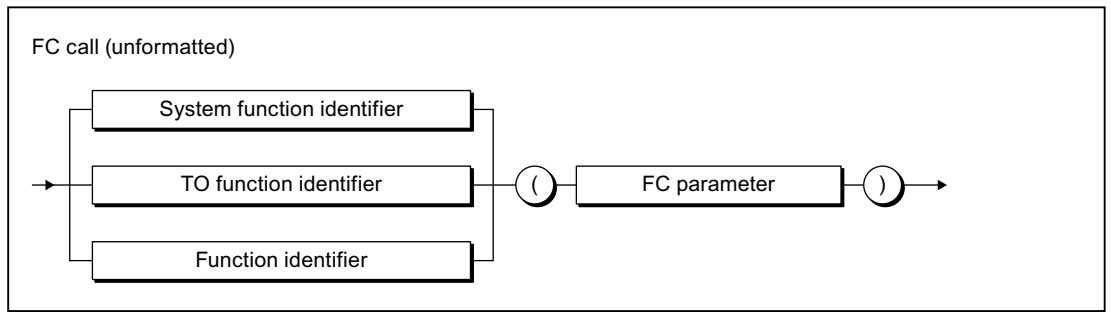 FC call (unformatted)
System function identifier
TO function identifier
( FC parameter )
Function identifier